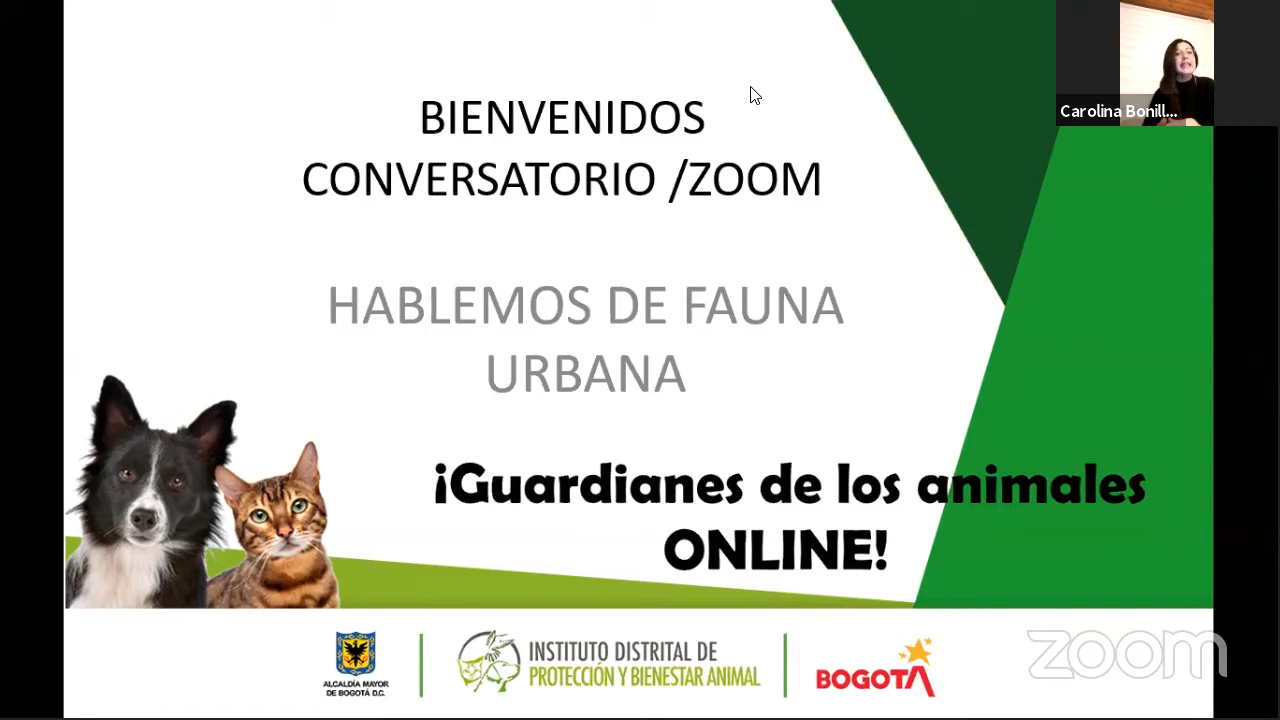 BIENVENIDOS
CONVERSATORIO /ZOOM
Carolina Bonill...
HABLEMOS DE FAUNA
URBANA
¡Guardianes de los animales
ONLINE!
ALCALDÍA MAYOR
DE BOGOTÁ D.C.
INSTITUTO DISTRITAL DE
PROTECCIÓN Y BIENESTAR ANIMAL
BOGOTÁ
zoom